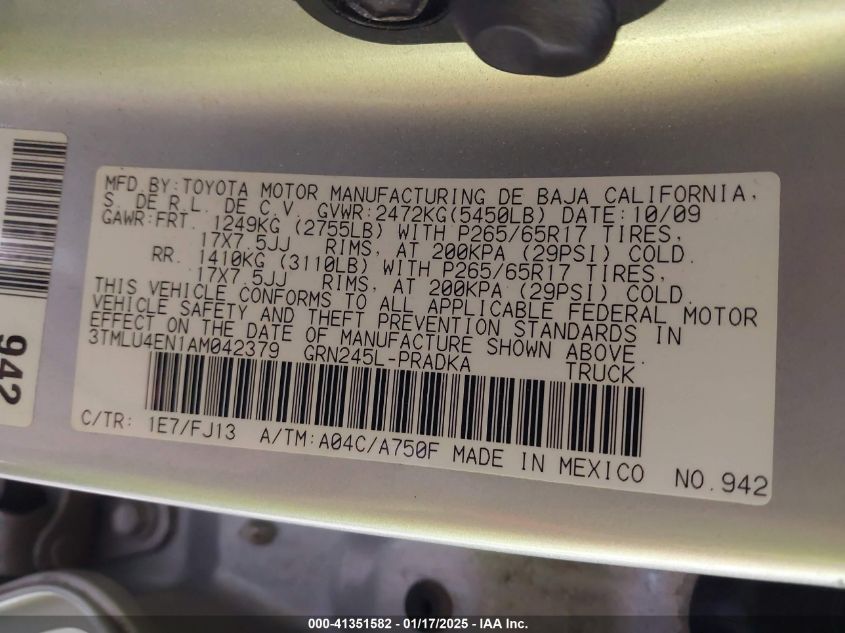 MFD.BY:TOYOTA MOTOR MANUFACTURING DE BAJA CALIFORNIA,
S. DE R.L. DE C.V. GVWR:2472KG(5450LB) DATE:10/09
GAWR:FRT. 1249KG (2755LB) WITH P265/65R17 TIRES,
17X7.5JJ RIMS, AT 200KPA (29PSI) COLD.
RR. 1410KG (3110LB) WITH P265/65R17 TIRES,
17X7.5JJ RIMS, AT 200KPA (29PSI) COLD.
THIS VEHICLE CONFORMS TO ALL APPLICABLE FEDERAL MOTOR
VEHICLE SAFETY AND THEFT PREVENTION STANDARDS IN
EFFECT ON THE DATE OF MANUFACTURE SHOWN ABOVE.
3TMLU4EN1AM042379 GRN245L-PRADKA TRUCK
C/TR: 1E7/FJ13 A/TM:A04C/A750F MADE IN MEXICO NO.942
942
000-41351582 - 01/17/2025 - IAA Inc.